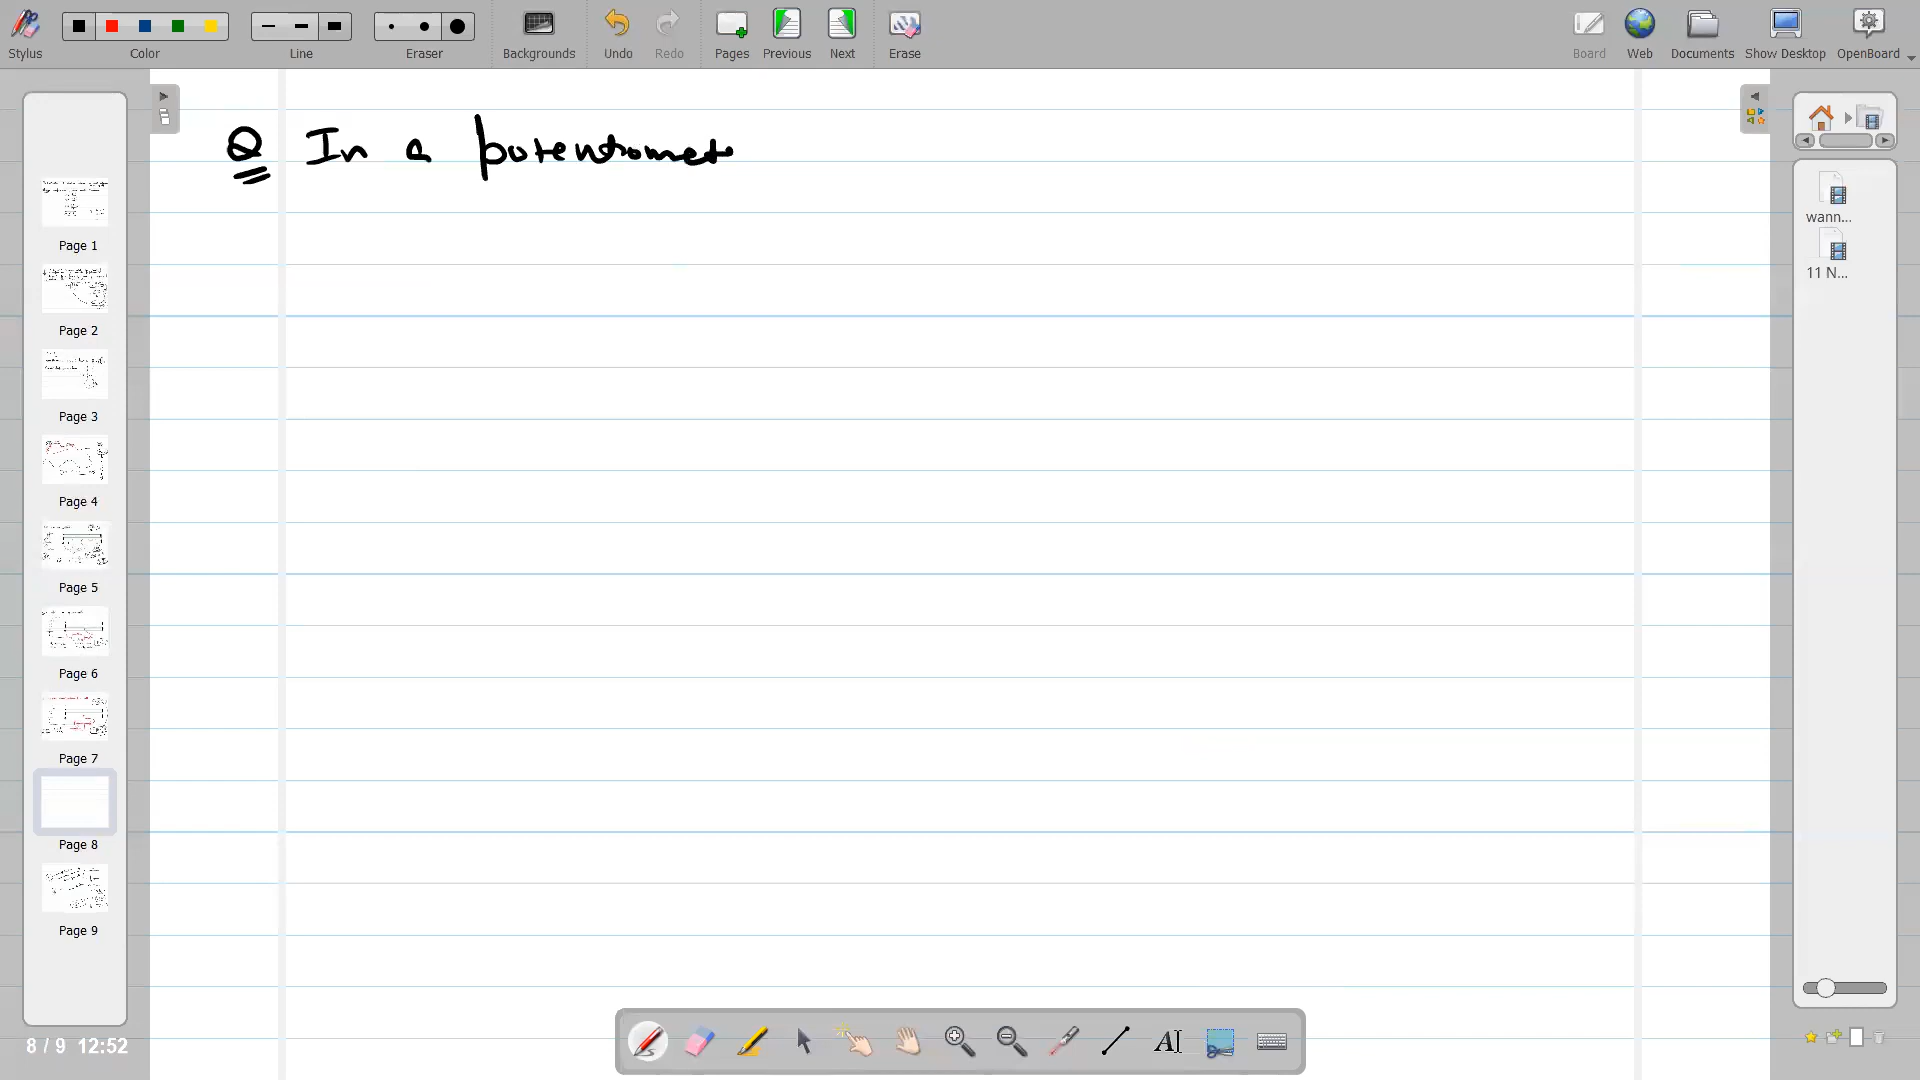 Stylus Color Line Eraser Backgrounds Undo Redo Pages Previous Next Erase Board Web Documents Show Desktop OpenBoard
Q In a potentiomet
wann...
11 N...
Page 1
Page 2
Page 3
Page 4
Page 5
Page 6
Page 7
Page 8
Page 9
8 / 9 12:52